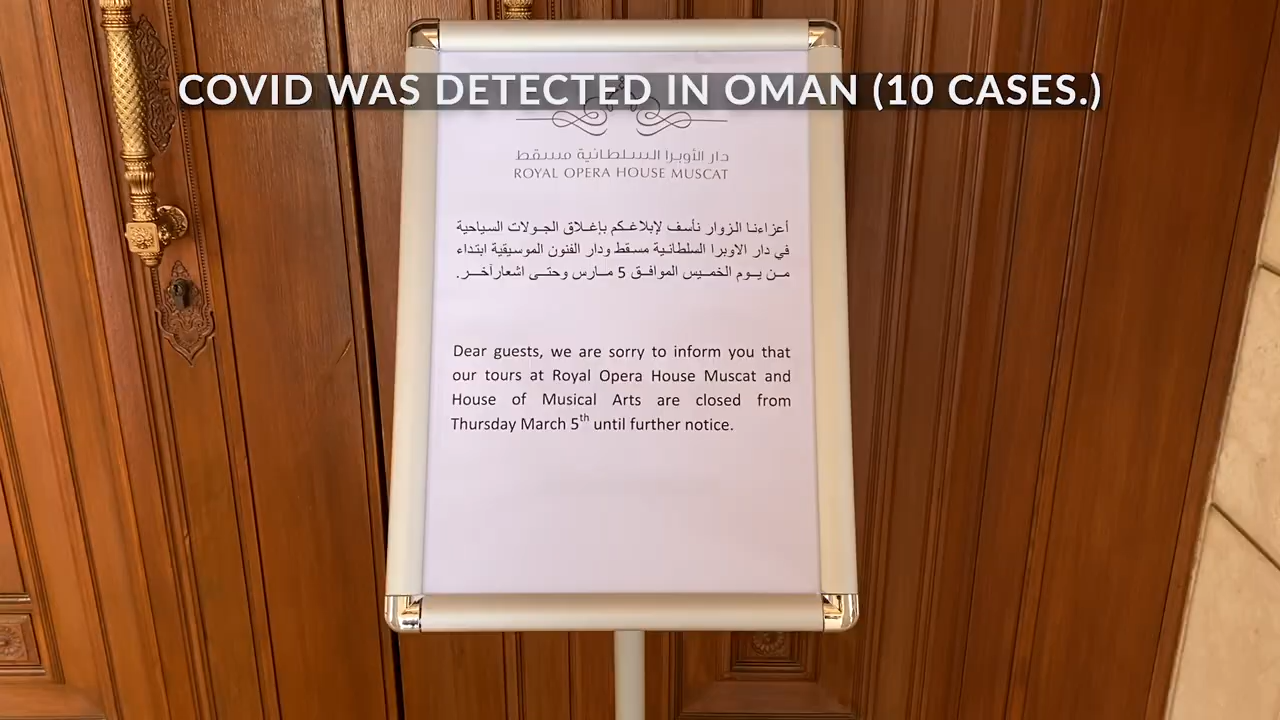 COVID WAS DETECTED IN OMAN (10 CASES.)
دار الأوبرا السلطانية مسقط
ROYAL OPERA HOUSE MUSCAT
أعزاءنا الزوار نأسف لإبلاغكم بإغلاق الجولات السياحية
في دار الاوبرا السلطانية مسقط ودار الفنون الموسيقية ابتداء
من يوم الخميس الموافق 5 مارس وحتى اشعارآخر.
Dear guests, we are sorry to inform you that
our tours at Royal Opera House Muscat and
House of Musical Arts are closed from
Thursday March 5th until further notice.